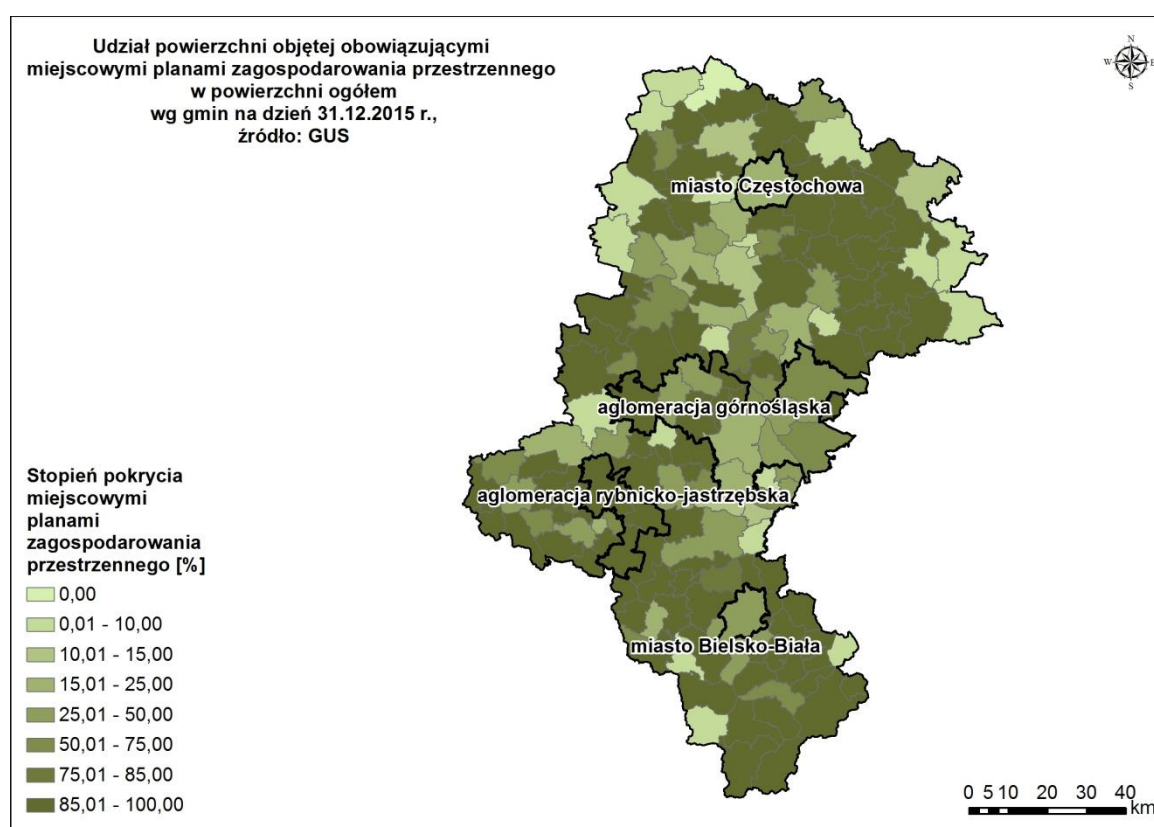 Udział powierzchni objętej obowiązującymi
miejscowymi planami zagospodarowania przestrzennego
w powierzchni ogółem
wg gmin na dzień 31.12.2015 r.,
źródło: GUS
N
W E
S
miasto Częstochowa
aglomeracja górnośląska
aglomeracja rybnicko-jastrzębska
miasto Bielsko-Biała
Stopień pokrycia
miejscowymi
planami
zagospodarowania
przestrzennego [%]
0,00
0,01 - 10,00
10,01 - 15,00
15,01 - 25,00
25,01 - 50,00
50,01 - 75,00
75,01 - 85,00
85,01 - 100,00
0 5 10 20 30 40
km